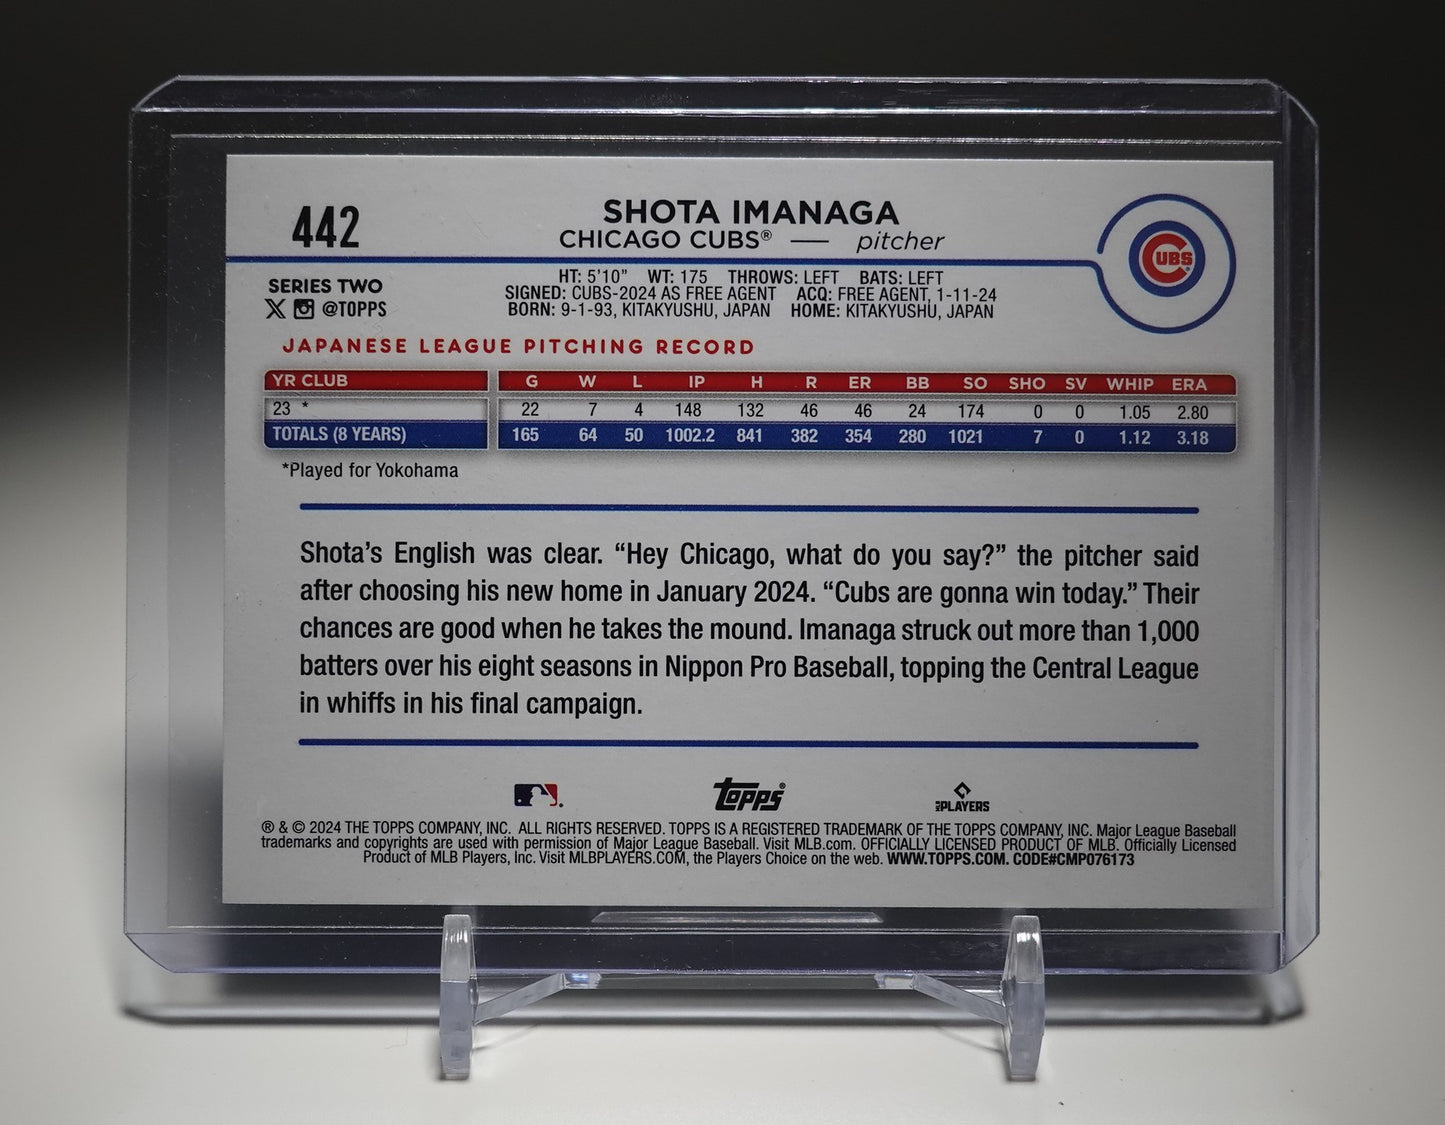 442
SHOTA IMANAGA
CHICAGO CUBS® — pitcher
CUBS®
SERIES TWO
@TOPPS
HT: 5'10" WT: 175 THROWS: LEFT BATS: LEFT
SIGNED: CUBS-2024 AS FREE AGENT ACQ: FREE AGENT, 1-11-24
BORN: 9-1-93, KITAKYUSHU, JAPAN HOME: KITAKYUSHU, JAPAN
JAPANESE LEAGUE PITCHING RECORD
YR CLUB G W L IP H R ER BB SO SHO SV WHIP ERA
23 * 22 7 4 148 132 46 46 24 174 0 0 1.05 2.80
TOTALS (8 YEARS) 165 64 50 1002.2 841 382 354 280 1021 7 0 1.12 3.18
*Played for Yokohama
Shota's English was clear. "Hey Chicago, what do you say?" the pitcher said
after choosing his new home in January 2024. "Cubs are gonna win today." Their
chances are good when he takes the mound. Imanaga struck out more than 1,000
batters over his eight seasons in Nippon Pro Baseball, topping the Central League
in whiffs in his final campaign.
Topps®
MLB PLAYERS
® & © 2024 THE TOPPS COMPANY, INC. ALL RIGHTS RESERVED. TOPPS IS A REGISTERED TRADEMARK OF THE TOPPS COMPANY, INC. Major League Baseball
trademarks and copyrights are used with permission of Major League Baseball. Visit MLB.com. OFFICIALLY LICENSED PRODUCT OF MLB. Officially Licensed
Product of MLB Players, Inc. Visit MLBPLAYERS.COM, the Players Choice on the web. WWW.TOPPS.COM. CODE#CMP076173